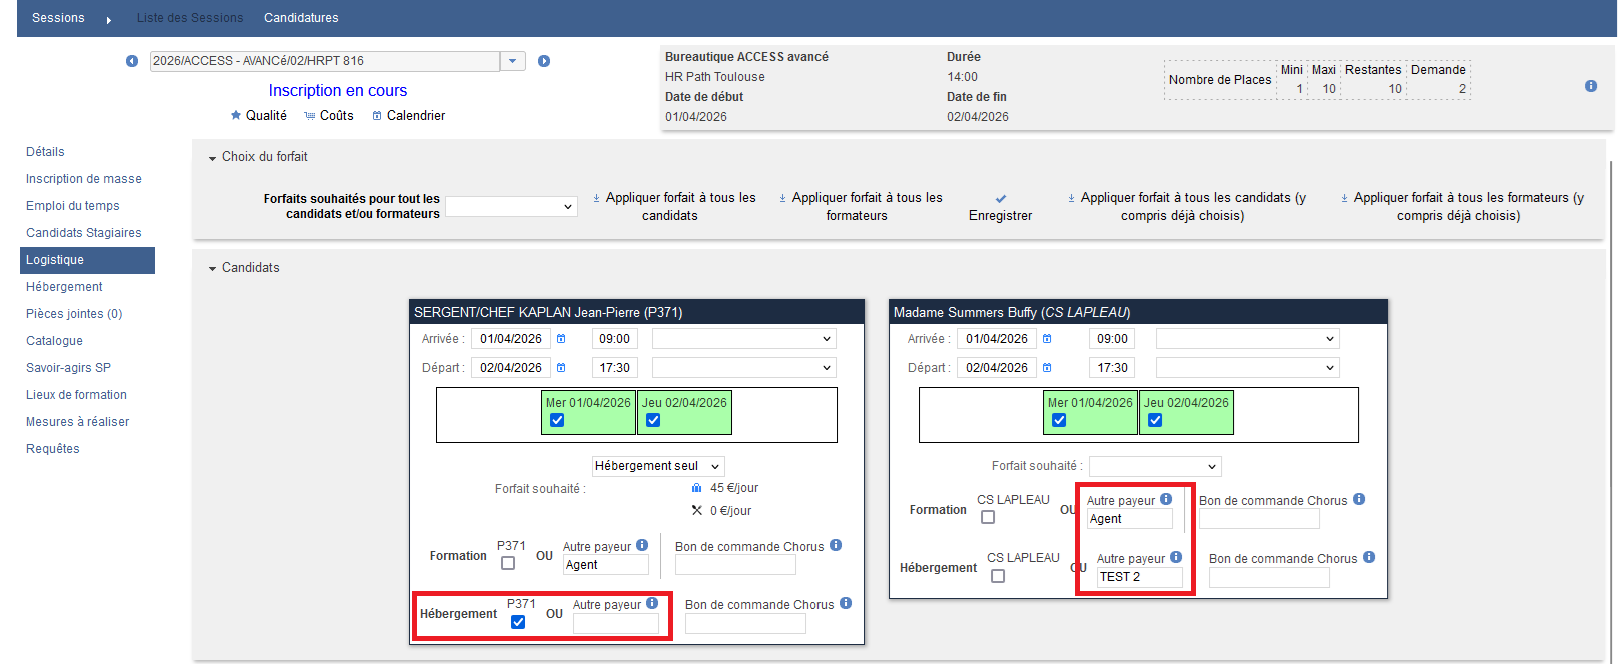 Sessions
Liste des Sessions
Candidatures
2026/ACCESS - AVANCé/02/HRPT 816
Inscription en cours
Qualité
Coûts
Calendrier
Bureautique ACCESS avancé
HR Path Toulouse
Date de début
01/04/2026
Durée
14:00
Date de fin
02/04/2026
Nombre de Places
Mini Maxi Restantes Demande
1 10 10 2
Détails
Inscription de masse
Emploi du temps
Candidats Stagiaires
Logistique
Hébergement
Pièces jointes (0)
Catalogue
Savoir-agirs SP
Lieux de formation
Mesures à réaliser
Requêtes
Choix du forfait
Forfaits souhaités pour tout les
candidats et/ou formateurs
Appliquer forfait à tous les
candidats
Appliquer forfait à tous les
formateurs
Enregistrer
Appliquer forfait à tous les candidats (y
compris déjà choisis)
Appliquer forfait à tous les formateurs (y
compris déjà choisis)
Candidats
SERGENT/CHEF KAPLAN Jean-Pierre (P371)
Arrivée : 01/04/2026 09:00
Départ : 02/04/2026 17:30
Mer 01/04/2026 Jeu 02/04/2026
Hébergement seul
Forfait souhaité :
45 €/jour
0 €/jour
Formation P371 OU Autre payeur Bon de commande Chorus
Agent
Hébergement P371 OU Autre payeur Bon de commande Chorus
Madame Summers Buffy (CS LAPLEAU)
Arrivée : 01/04/2026 09:00
Départ : 02/04/2026 17:30
Mer 01/04/2026 Jeu 02/04/2026
Forfait souhaité :
Formation CS LAPLEAU OU Autre payeur Bon de commande Chorus
Agent
Hébergement CS LAPLEAU OU Autre payeur Bon de commande Chorus
TEST 2